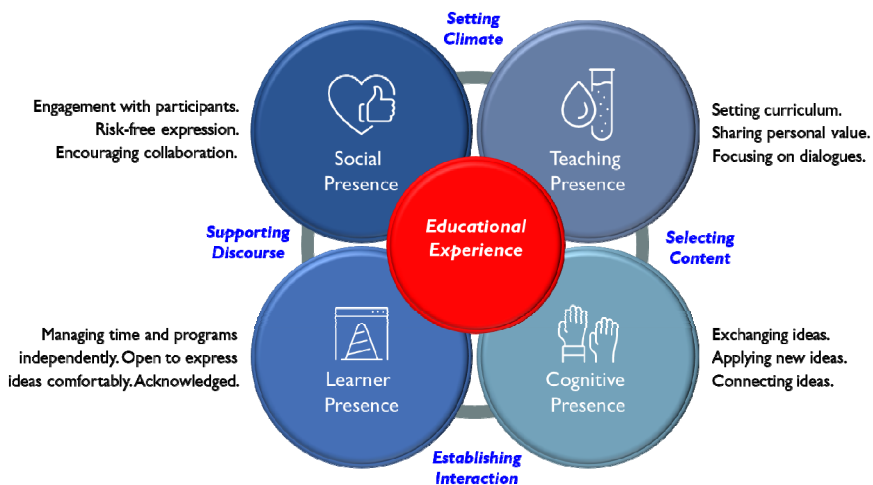 Setting
Climate
Engagement with participants.
Risk-free expression.
Encouraging collaboration.
Social
Presence
Teaching
Presence
Setting curriculum.
Sharing personal value.
Focusing on dialogues.
Educational
Experience
Supporting
Discourse
Selecting
Content
Managing time and programs
independently. Open to express
ideas comfortably. Acknowledged.
Learner
Presence
Cognitive
Presence
Exchanging ideas.
Applying new ideas.
Connecting ideas.
Establishing
Interaction